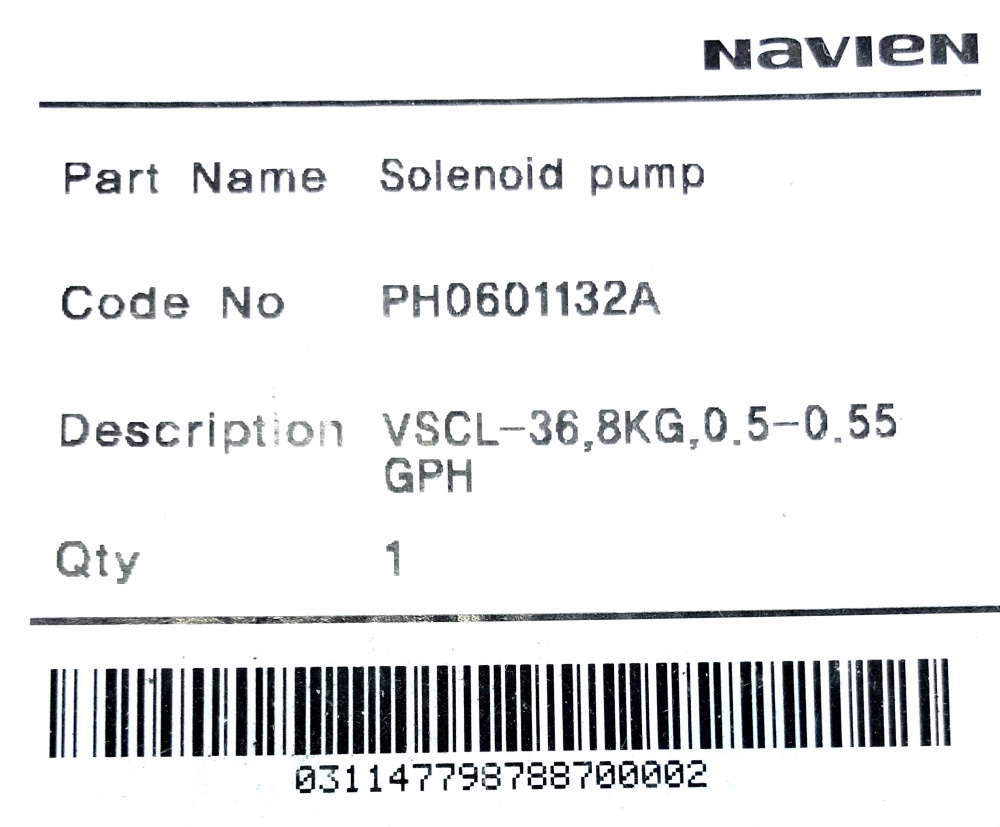 NAVIEN
Part Name Solenoid pump
Code No PH0601132A
Description VSCL-36,8KG,0.5-0.55
GPH
Qty 1
031147798788700002